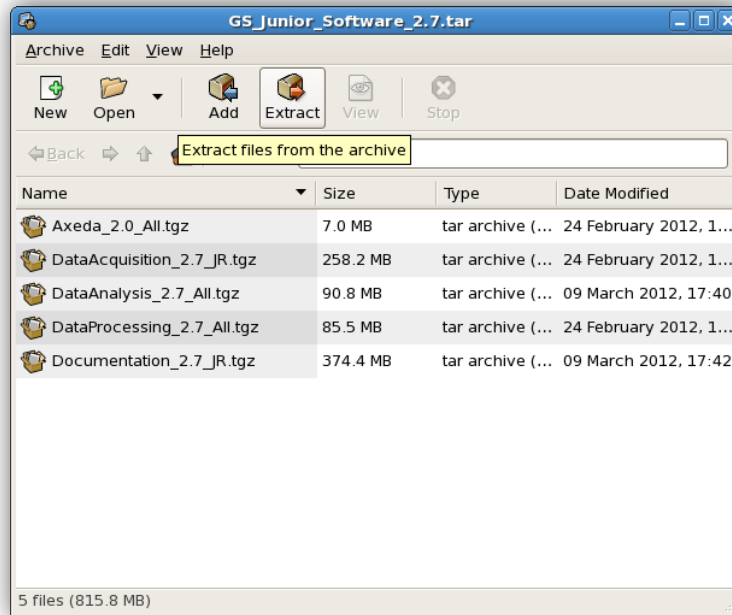 GS_Junior_Software_2.7.tar
Archive Edit View Help
New Open Add Extract View Stop
Back
Extract files from the archive
Name Size Type Date Modified
Axeda_2.0_All.tgz 7.0 MB tar archive (... 24 February 2012, 1...
DataAcquisition_2.7_JR.tgz 258.2 MB tar archive (... 24 February 2012, 1...
DataAnalysis_2.7_All.tgz 90.8 MB tar archive (... 09 March 2012, 17:40
DataProcessing_2.7_All.tgz 85.5 MB tar archive (... 24 February 2012, 1...
Documentation_2.7_JR.tgz 374.4 MB tar archive (... 09 March 2012, 17:42
5 files (815.8 MB)